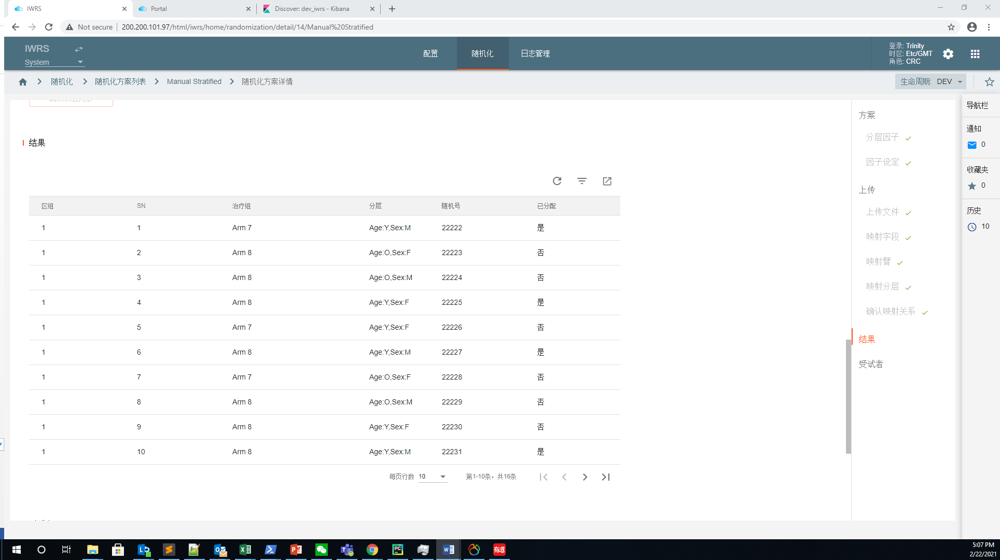 IWRS
Portal
Discover: dev_iwrs - Kibana
Not secure
200.200.101.97/html/iwrs/home/randomization/detail/14/Manual%20Stratified
IWRS
System
配置
随机化
日志管理
登录: Trinity
时区: Etc/GMT
角色: CRC
随机化
随机化方案列表
Manual Stratified
随机化方案详情
生命周期: DEV
结果
区组 SN 治疗组 分层 随机号 已分配
1 1 Arm 7 Age:Y,Sex:M 22222 是
1 2 Arm 8 Age:O,Sex:F 22223 否
1 3 Arm 8 Age:O,Sex:M 22224 否
1 4 Arm 8 Age:Y,Sex:F 22225 是
1 5 Arm 7 Age:Y,Sex:F 22226 否
1 6 Arm 8 Age:Y,Sex:M 22227 是
1 7 Arm 7 Age:O,Sex:F 22228 否
1 8 Arm 8 Age:O,Sex:M 22229 否
1 9 Arm 8 Age:Y,Sex:F 22230 否
1 10 Arm 8 Age:Y,Sex:M 22231 是
每页行数 10 第1-10条，共16条
方案
分层因子
因子设定
上传
上传文件
映射字段
映射臂
映射分层
确认映射关系
结果
受试者
导航栏
通知
0
收藏夹
0
历史
10
有道
5:07 PM
2/22/2021